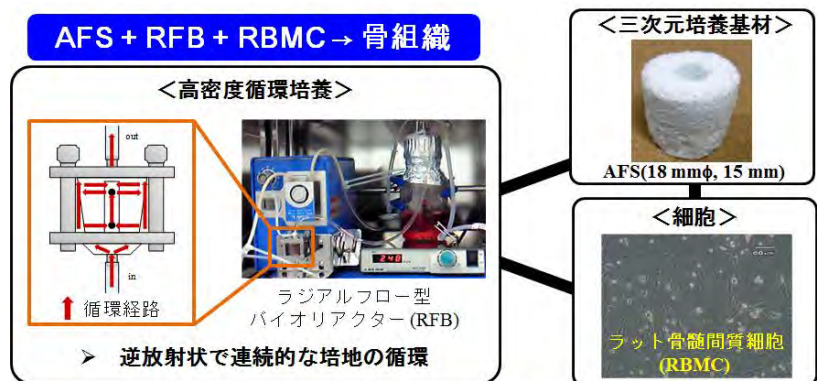 AFS + RFB + RBMC → 骨組織
＜高密度循環培養＞
out
in
循環経路
240
ラジアルフロー型
バイオリアクター(RFB)
➢ 逆放射状で連続的な培地の循環
＜三次元培養基材＞
AFS(18 mmϕ, 15 mm)
＜細胞＞
ラット骨髄間質細胞
(RBMC)